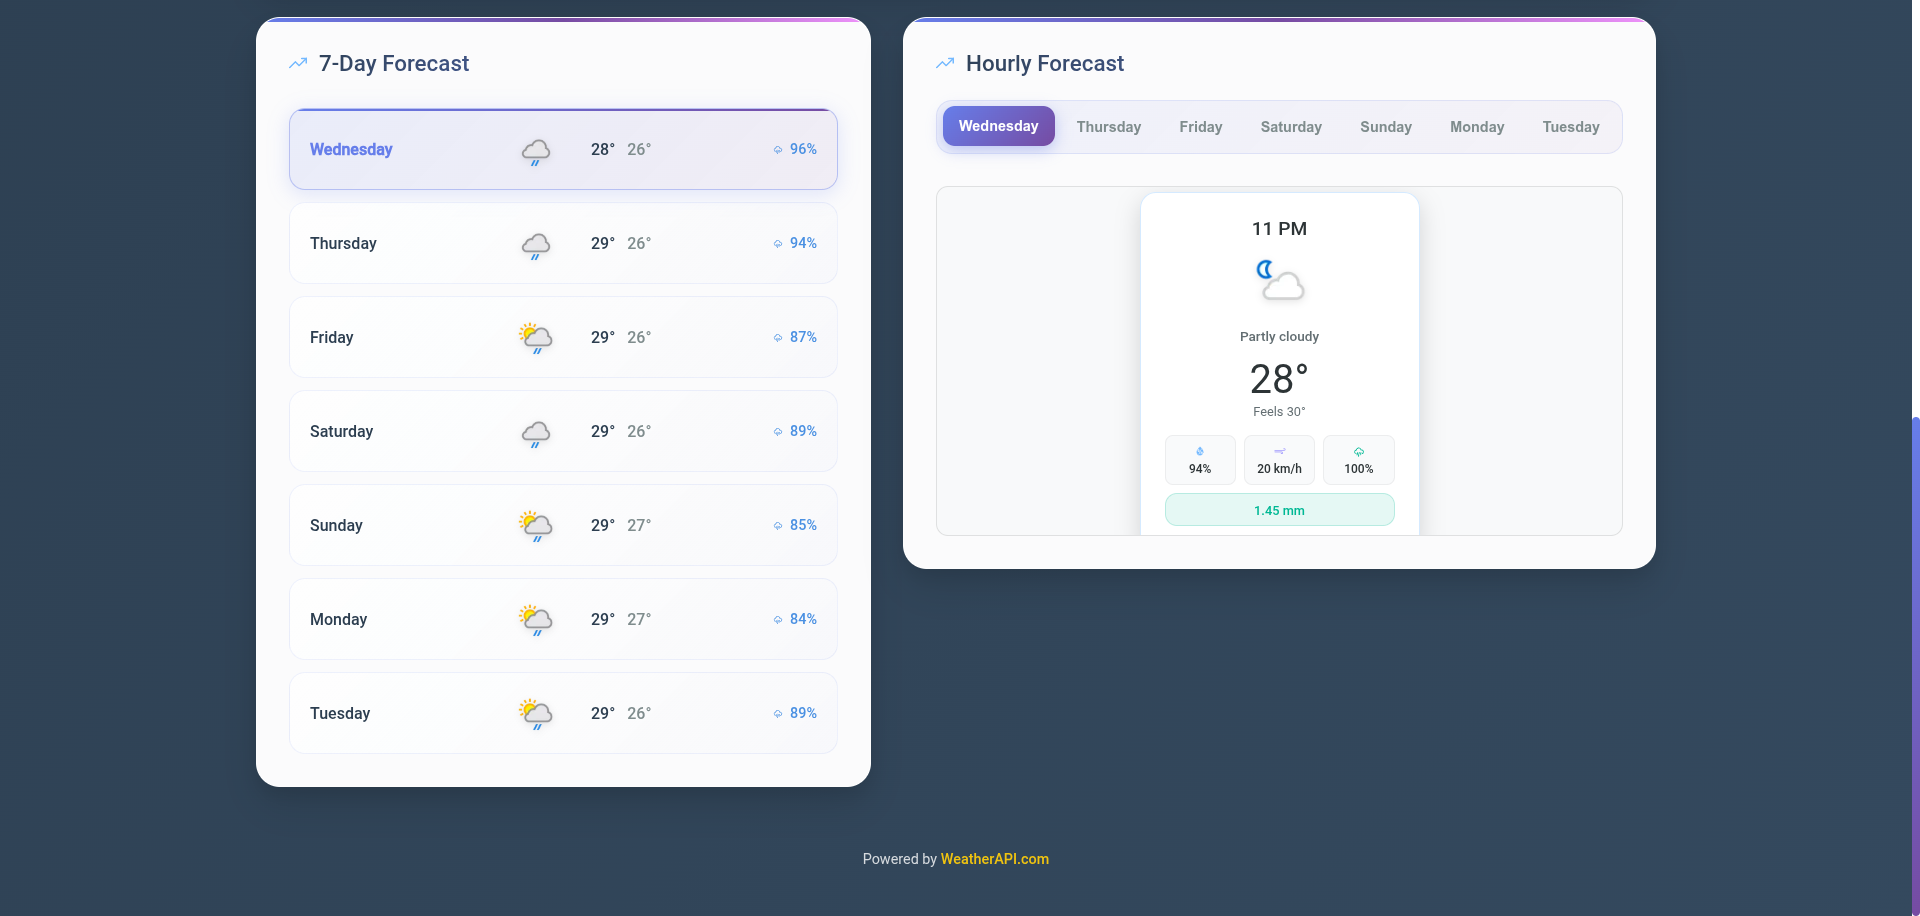 7-Day Forecast
Wednesday 28° 26° 96%
Thursday 29° 26° 94%
Friday 29° 26° 87%
Saturday 29° 26° 89%
Sunday 29° 27° 85%
Monday 29° 27° 84%
Tuesday 29° 26° 89%
Hourly Forecast
Wednesday Thursday Friday Saturday Sunday Monday Tuesday
11 PM
Partly cloudy
28°
Feels 30°
94% 20 km/h 100%
1.45 mm
Powered by WeatherAPI.com